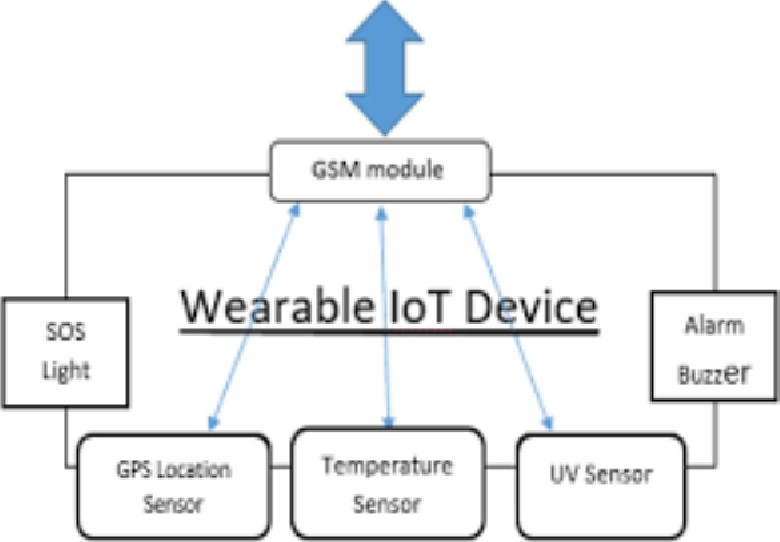 GSM module
Wearable IoT Device
SOS
Light
Alarm
Buzzer
GPS Location
Sensor
Temperature
Sensor
UV Sensor